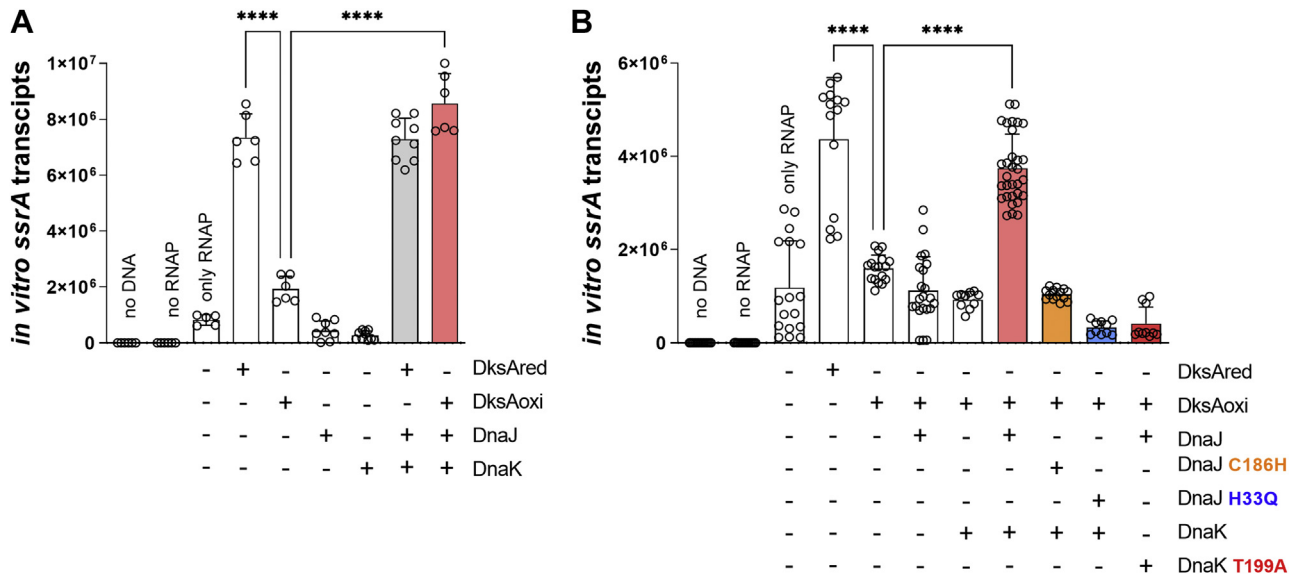 A
in vitro ssrA transcipts
1×10⁷
8×10⁶
6×10⁶
4×10⁶
2×10⁶
0
**** ****
no DNA
no RNAP
only RNAP
- + - - - + - DksAred
- - + - - - + DksAoxi
- - - + - + + DnaJ
- - - - + + + DnaK
B
in vitro ssrA transcipts
6×10⁶
4×10⁶
2×10⁶
0
**** ****
no DNA
no RNAP
only RNAP
- + - - - - - - - DksAred
- - + + + + + + + DksAoxi
- - - + - + - - + DnaJ
- - - - - - + - - DnaJ C186H
- - - - - - - + - DnaJ H33Q
- - - - + + + + - DnaK
- - - - - - - - + DnaK T199A